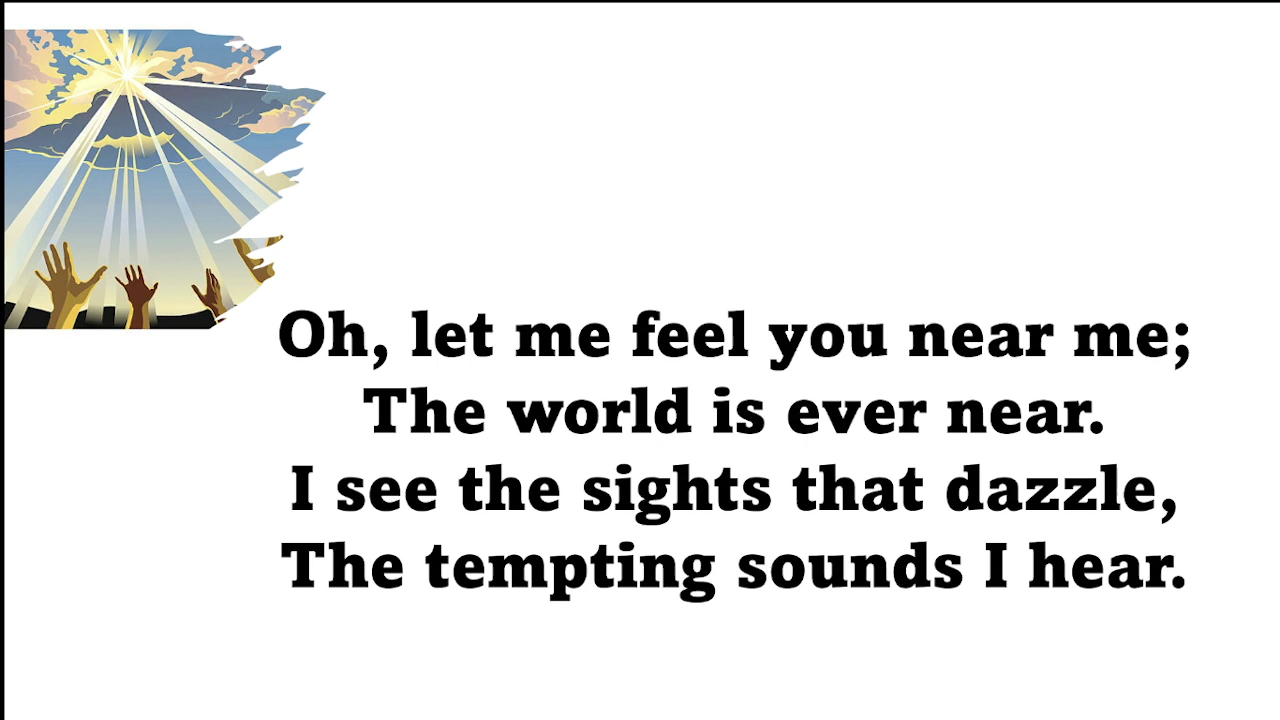 Oh, let me feel you near me;
The world is ever near.
I see the sights that dazzle,
The tempting sounds I hear.